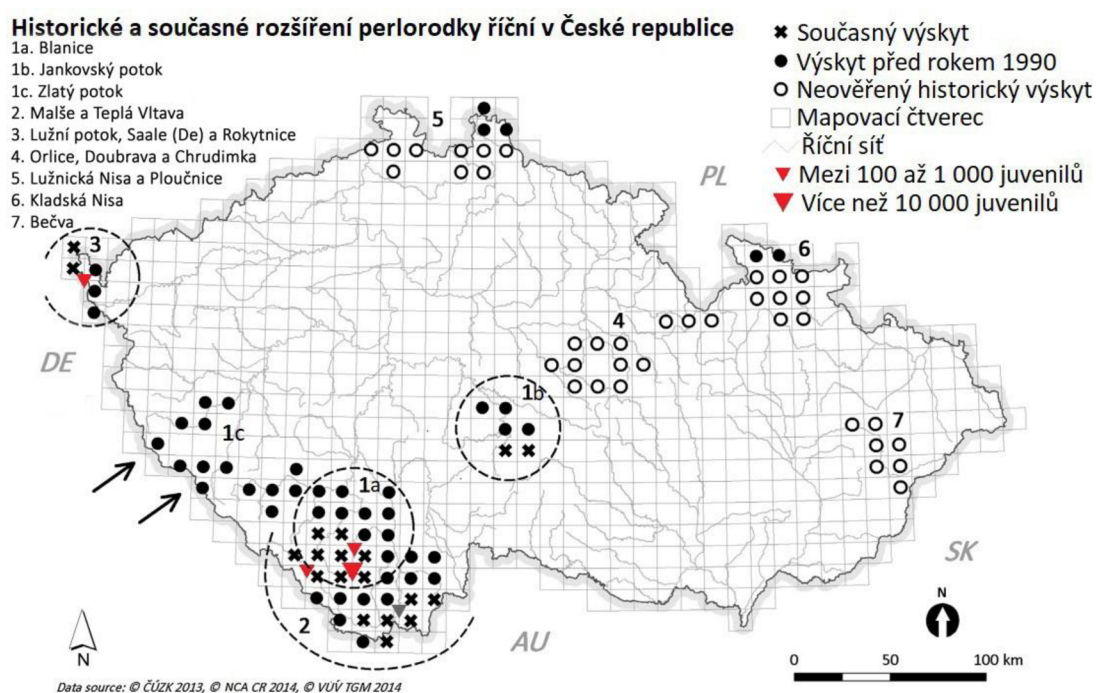 Historické a současné rozšíření perlorodky říční v České republice
1a. Blanice
1b. Jankovský potok
1c. Zlatý potok
2. Malše a Teplá Vltava
3. Lužní potok, Saale (De) a Rokytnice
4. Orlice, Doubrava a Chrudimka
5. Lužnická Nisa a Ploučnice
6. Kladská Nisa
7. Bečva
Současný výskyt
Výskyt před rokem 1990
Neověřený historický výskyt
Mapovací čtverec
Říční síť
Mezi 100 až 1 000 juvenilů
Více než 10 000 juvenilů
5
PL
3
6
4
DE
1b
1c
7
1a
SK
2
AU
N
N
0 50 100 km
Data source: © ČÚZK 2013, © NCA CR 2014, © VÚV TGM 2014